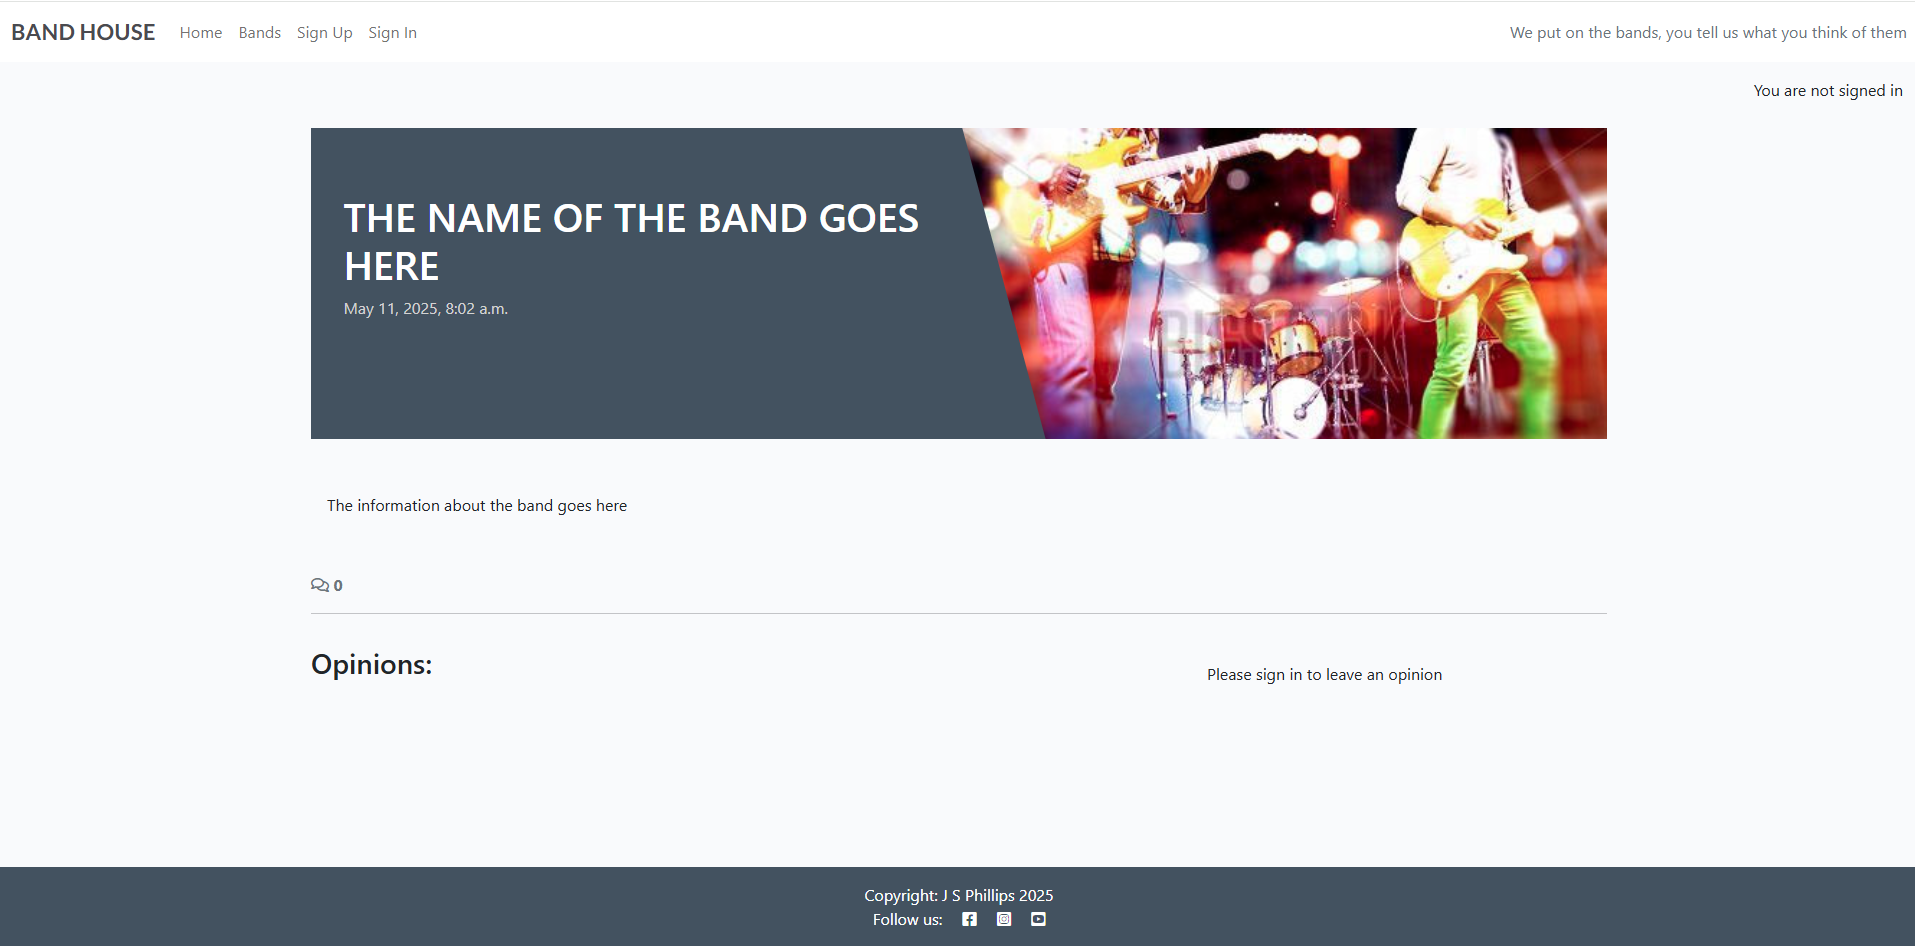 BAND HOUSE Home Bands Sign Up Sign In We put on the bands, you tell us what you think of them
You are not signed in
THE NAME OF THE BAND GOES
HERE
May 11, 2025, 8:02 a.m.
The information about the band goes here
0
Opinions:
Please sign in to leave an opinion
Copyright: J S Phillips 2025
Follow us: